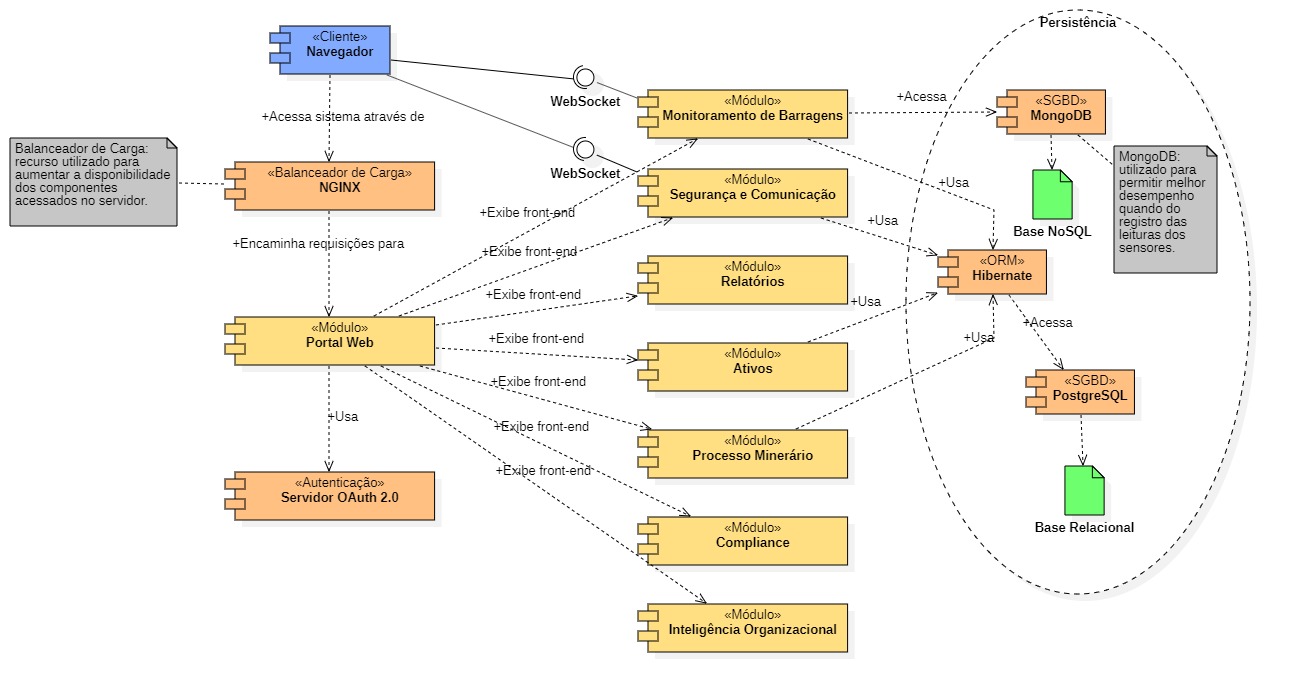 Persistência
«Cliente»
Navegador
WebSocket
«Módulo»
Monitoramento de Barragens
+Acessa
«SGBD»
MongoDB
+Acessa sistema através de
Balanceador de Carga:
recurso utilizado para
aumentar a disponibilidade
dos componentes
acessados no servidor.
«Balanceador de Carga»
NGINX
WebSocket
«Módulo»
Segurança e Comunicação
+Usa
MongoDB:
utilizado para
permitir melhor
desempenho
quando do
registro das
leituras dos
sensores.
Base NoSQL
+Encaminha requisições para
+Exibe front-end
+Usa
+Exibe front-end
«Módulo»
Relatórios
«ORM»
Hibernate
+Exibe front-end
+Usa
«Módulo»
Portal Web
+Exibe front-end
«Módulo»
Ativos
+Usa
+Acessa
+Exibe front-end
«SGBD»
PostgreSQL
+Usa
+Exibe front-end
«Módulo»
Processo Minerário
+Exibe front-end
«Autenticação»
Servidor OAuth 2.0
«Módulo»
Compliance
Base Relacional
«Módulo»
Inteligência Organizacional